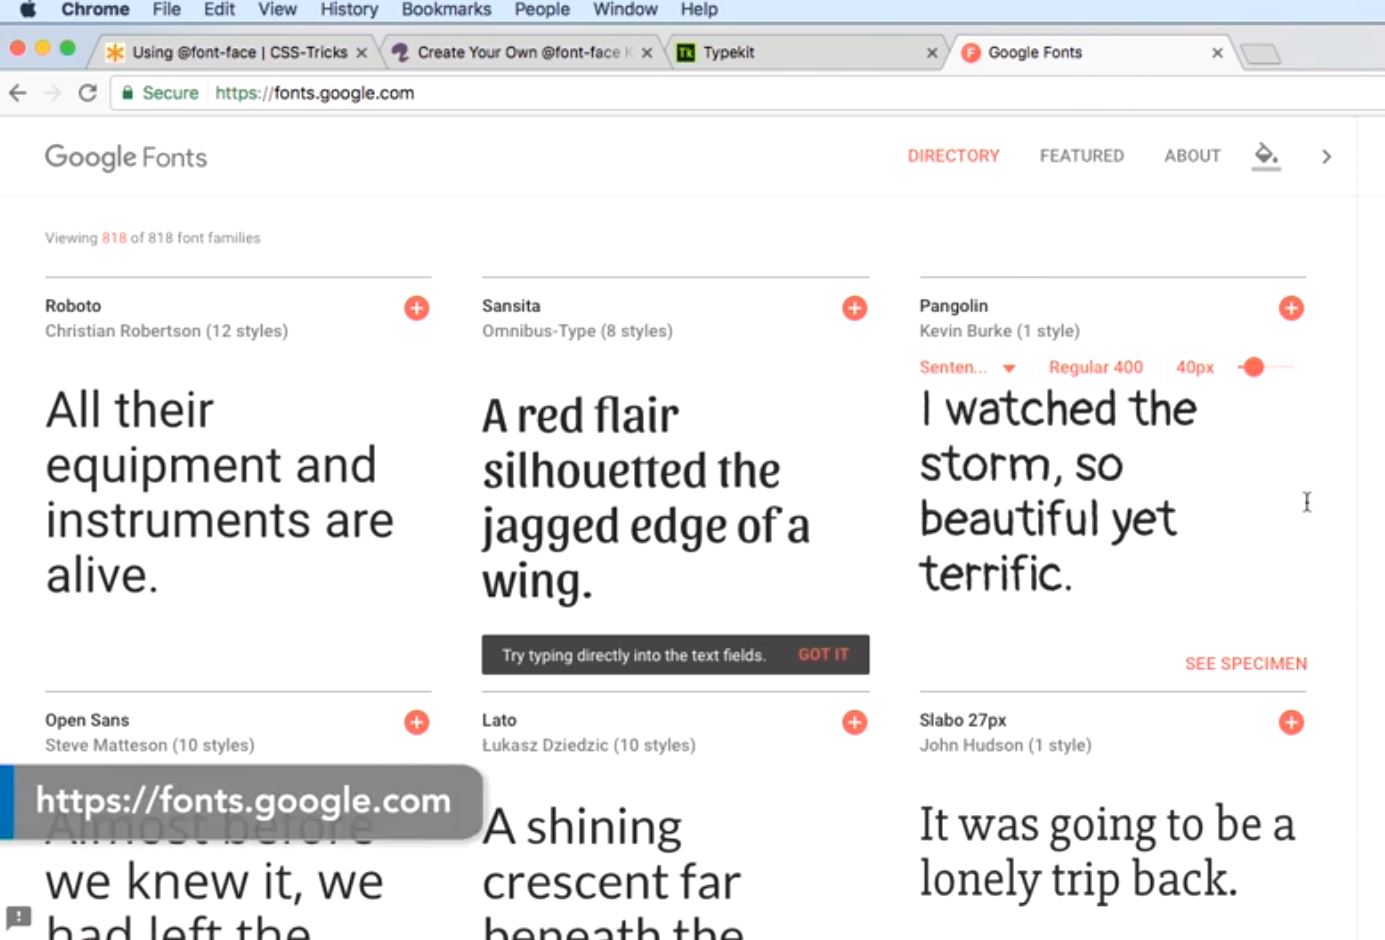 Chrome File Edit View History Bookmarks People Window Help
Using @font-face | CSS-Tricks
Create Your Own @font-face
Typekit
Google Fonts
Secure https://fonts.google.com
Google Fonts
DIRECTORY FEATURED ABOUT
Viewing 818 of 818 font families
Roboto
Christian Robertson (12 styles)
All their
equipment and
instruments are
alive.
Sansita
Omnibus-Type (8 styles)
A red flair
silhouetted the
jagged edge of a
wing.
Try typing directly into the text fields. GOT IT
Pangolin
Kevin Burke (1 style)
Senten... Regular 400 40px
I watched the
storm, so
beautiful yet
terrific.
SEE SPECIMEN
Open Sans
Steve Matteson (10 styles)
https://fonts.google.com
Almost before
we knew it, we
had left the
Lato
Łukasz Dziedzic (10 styles)
A shining
crescent far
beneath the
Slabo 27px
John Hudson (1 style)
It was going to be a
lonely trip back.